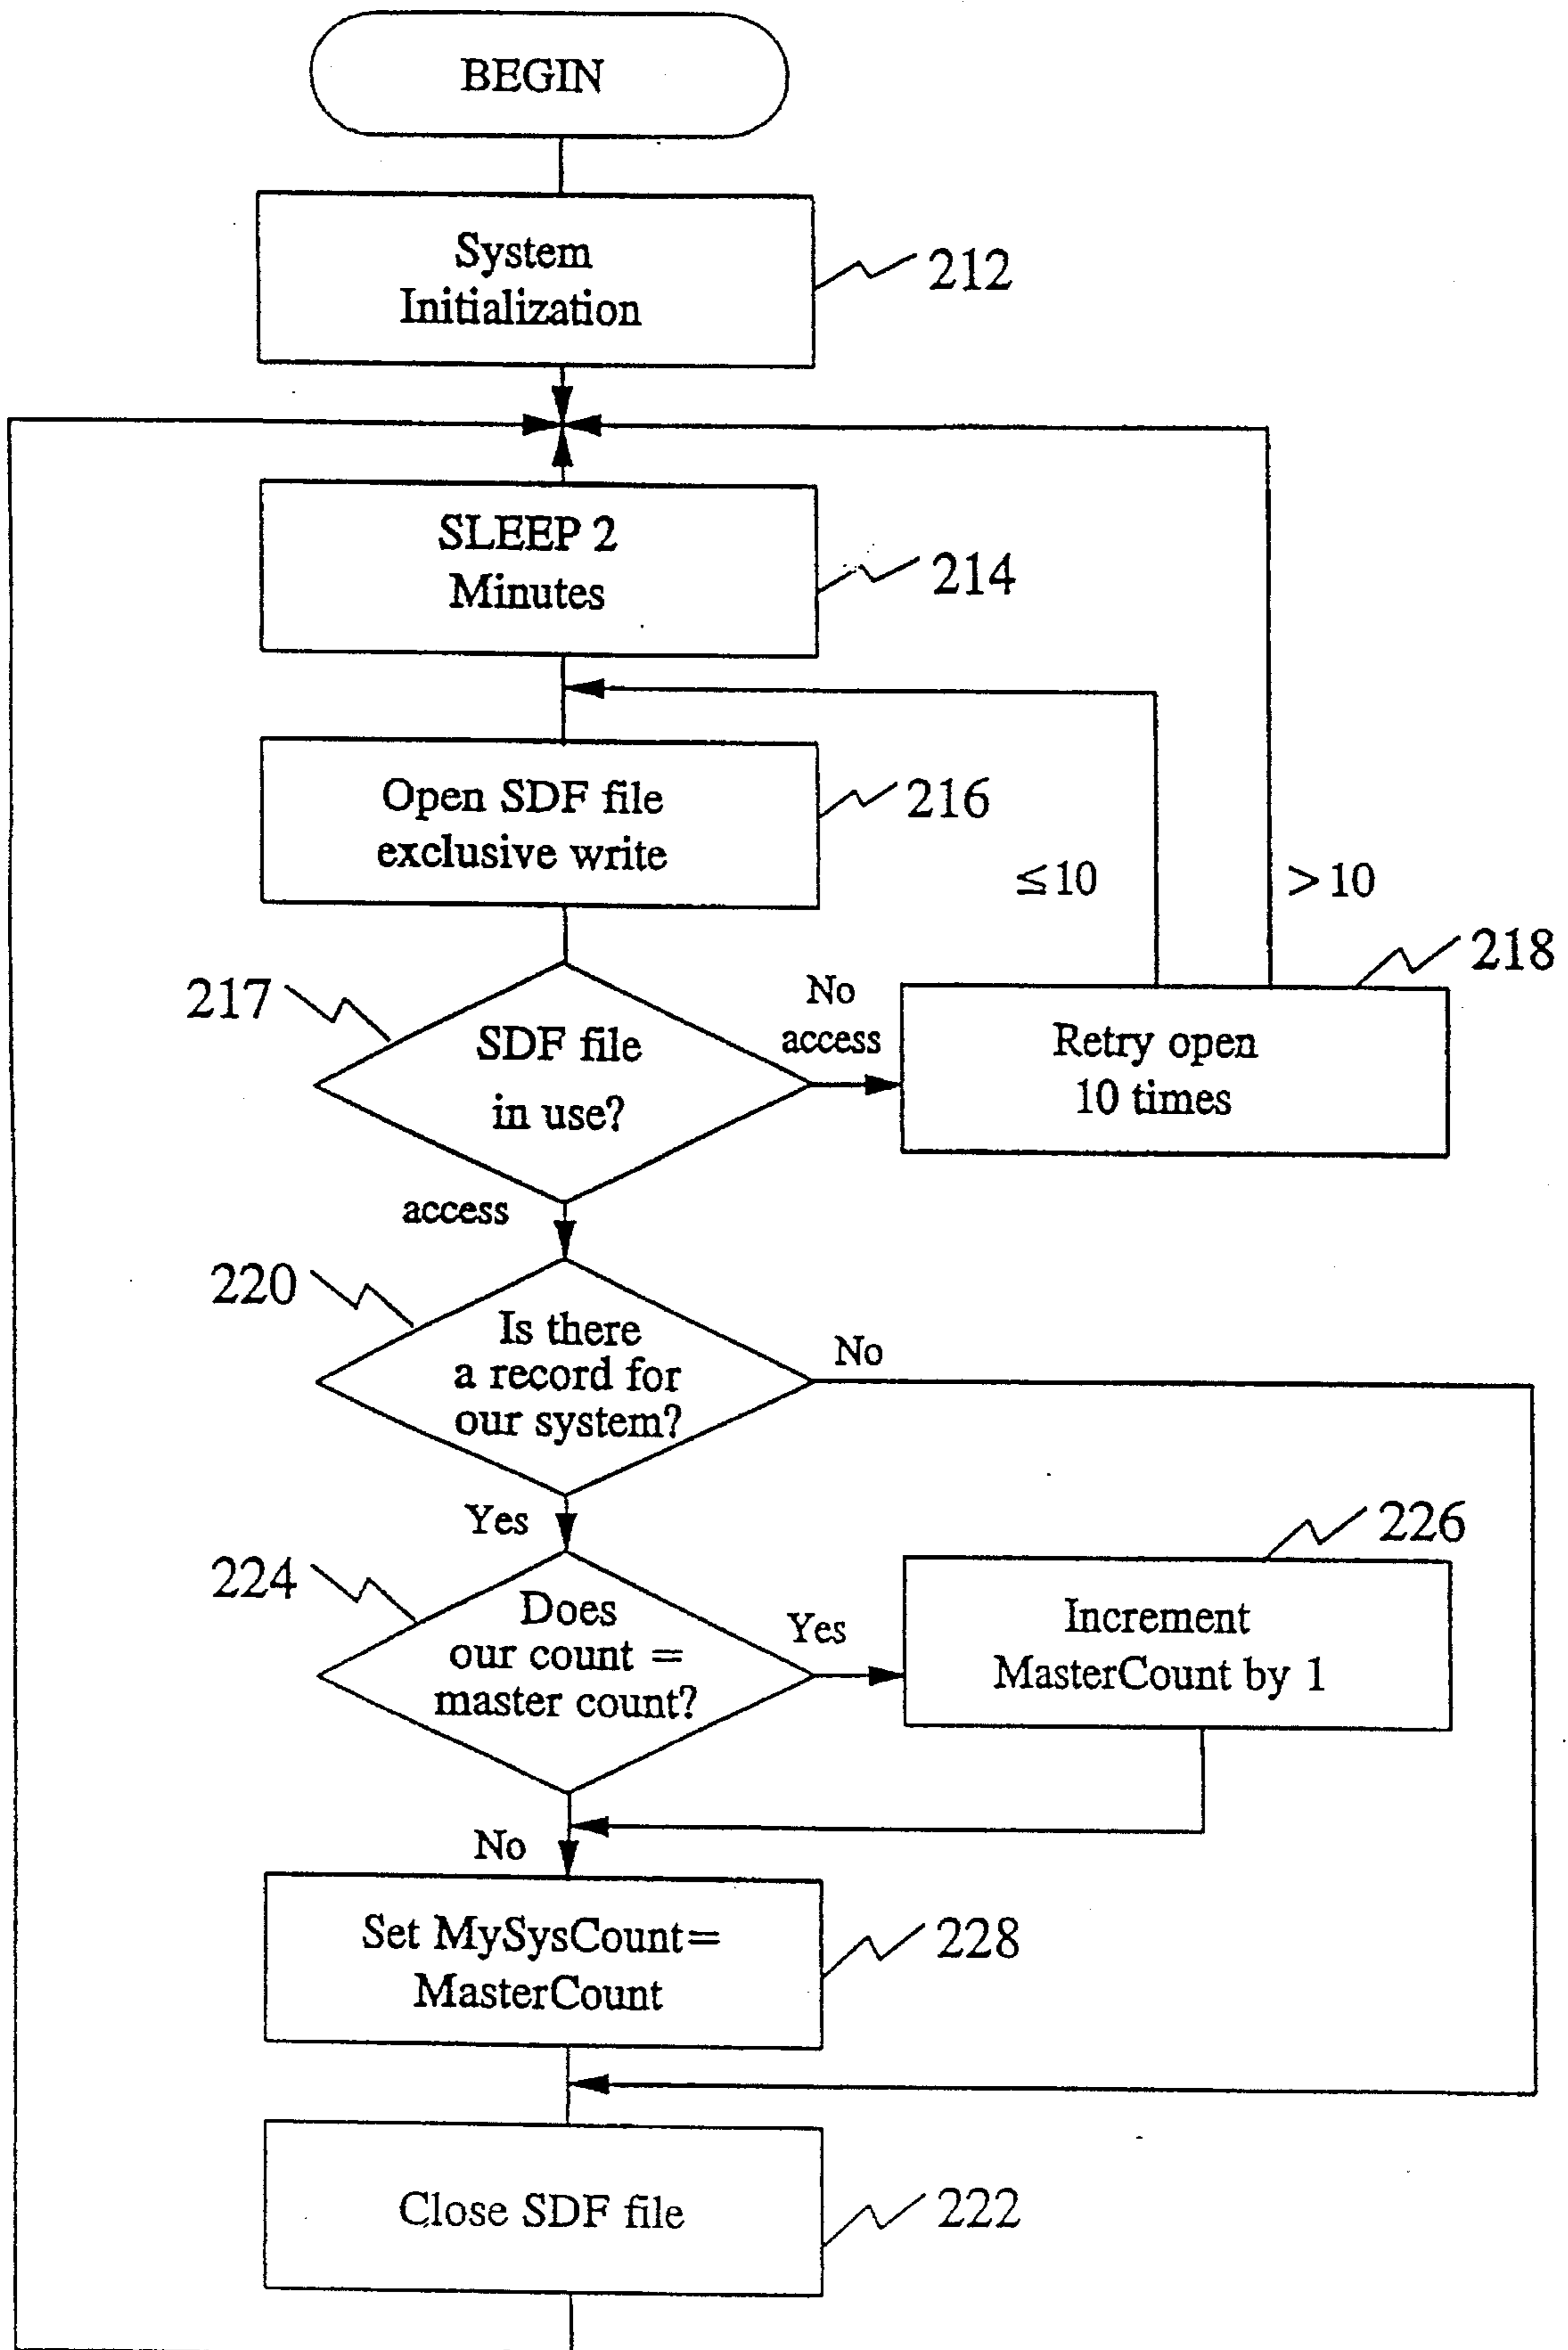 BEGIN
System
Initialization
212
SLEEP 2
Minutes
214
Open SDF file
exclusive write
216
≤10
>10
218
217
SDF file
in use?
No
access
Retry open
10 times
access
220
Is there
a record for
our system?
No
Yes
226
224
Does
our count =
master count?
Yes
Increment
MasterCount by 1
No
Set MySysCount=
MasterCount
228
Close SDF file
222